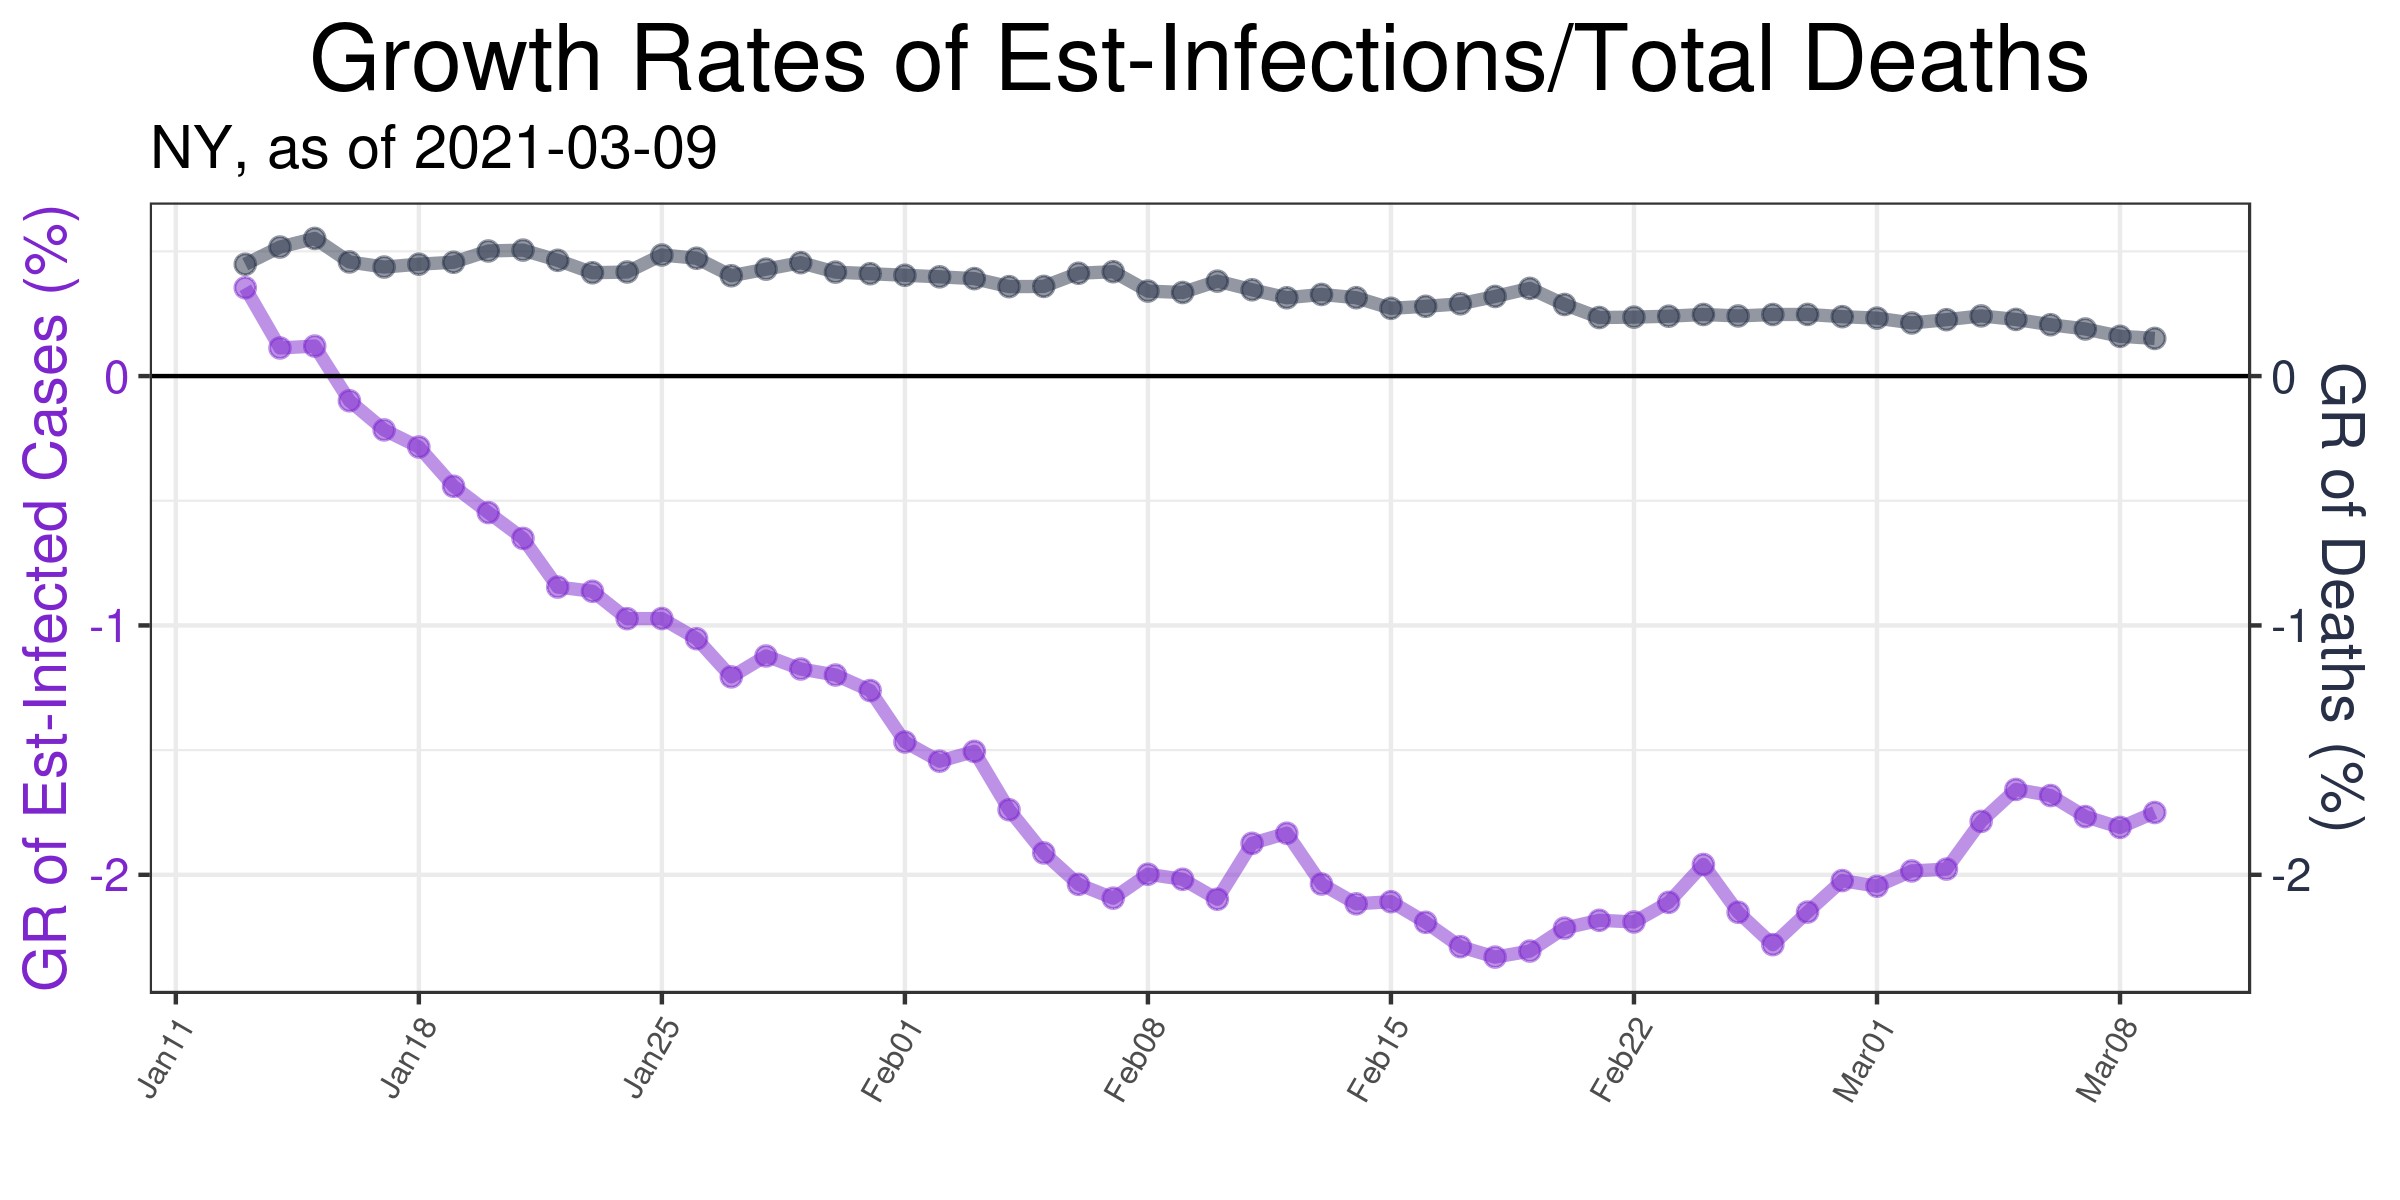 Growth Rates of Est-Infections/Total Deaths
NY, as of 2021-03-09
GR of Est-Infected Cases (%)
0
-1
-2
0
-1
-2
GR of Deaths (%)
Jan11
Jan18
Jan25
Feb01
Feb08
Feb15
Feb22
Mar01
Mar08